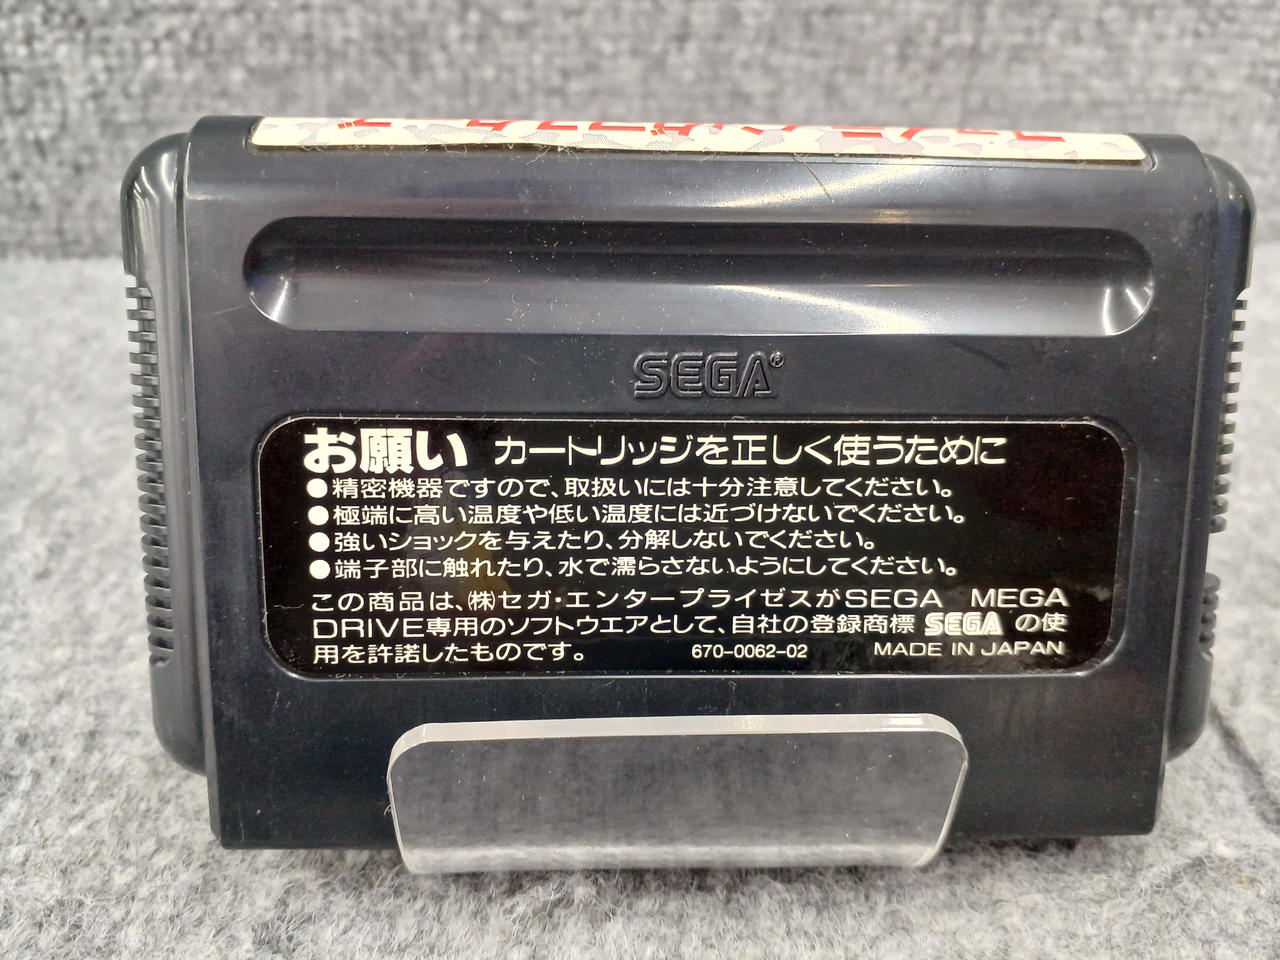 SEGA®
お願い カートリッジを正しく使うために
●精密機器ですので、取扱いには十分注意してください。
●極端に高い温度や低い温度には近づけないでください。
●強いショックを与えたり、分解しないでください。
●端子部に触れたり、水で濡らさないようにしてください。
この商品は、㈱セガ・エンタープライゼスがSEGA MEGA
DRIVE専用のソフトウエアとして、自社の登録商標 SEGA の使
用を許諾したものです。 670-0062-02 MADE IN JAPAN